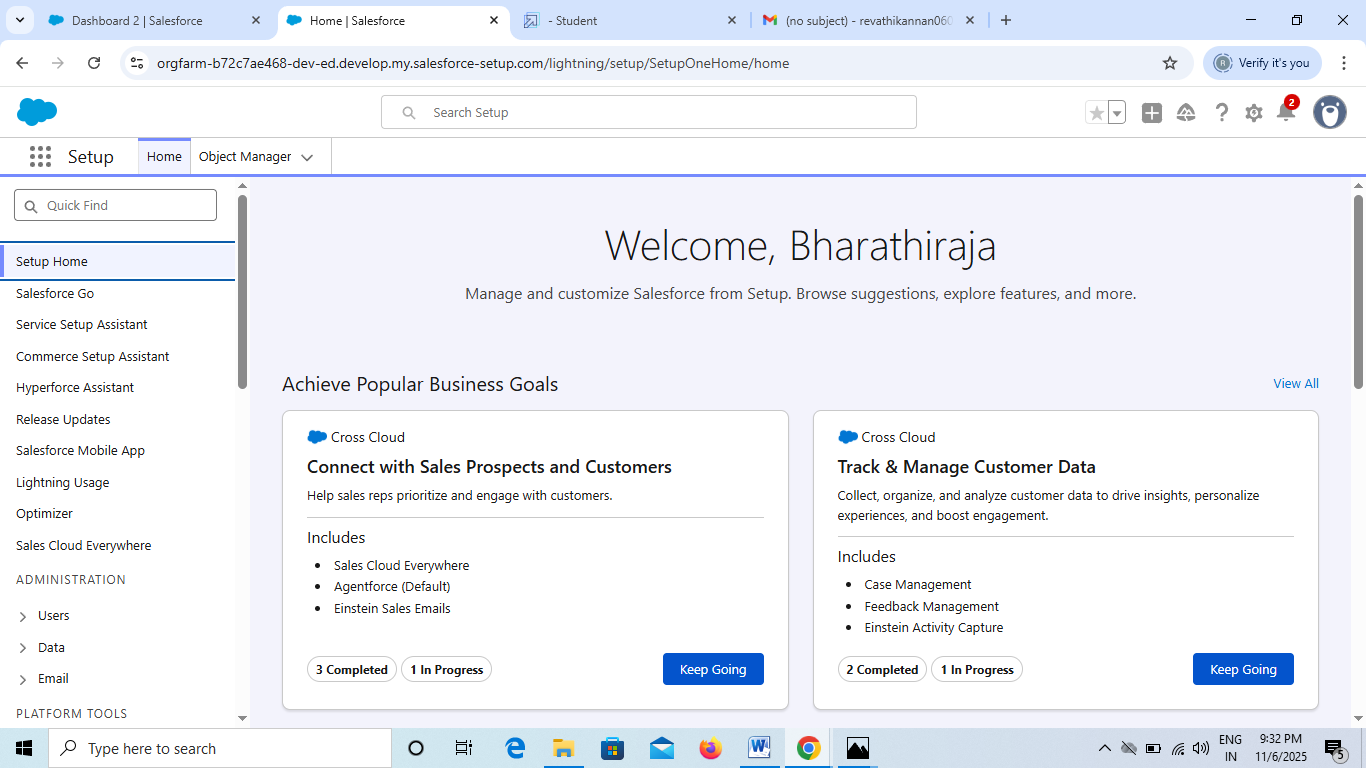 Dashboard 2 | Salesforce
Home | Salesforce
- Student
(no subject) - revathikannan060
orgfarm-b72c7ae468-dev-ed.develop.my.salesforce-setup.com/lightning/setup/SetupOneHome/home
R
Verify it's you
Search Setup
2
Setup
Home
Object Manager
Quick Find
Setup Home
Salesforce Go
Service Setup Assistant
Commerce Setup Assistant
Hyperforce Assistant
Release Updates
Salesforce Mobile App
Lightning Usage
Optimizer
Sales Cloud Everywhere
ADMINISTRATION
Users
Data
Email
PLATFORM TOOLS
Welcome, Bharathiraja
Manage and customize Salesforce from Setup. Browse suggestions, explore features, and more.
Achieve Popular Business Goals
View All
Cross Cloud
Connect with Sales Prospects and Customers
Help sales reps prioritize and engage with customers.
Includes
• Sales Cloud Everywhere
• Agentforce (Default)
• Einstein Sales Emails
3 Completed
1 In Progress
Keep Going
Cross Cloud
Track & Manage Customer Data
Collect, organize, and analyze customer data to drive insights, personalize
experiences, and boost engagement.
Includes
• Case Management
• Feedback Management
• Einstein Activity Capture
2 Completed
1 In Progress
Keep Going
Type here to search
ENG
IN
9:32 PM
11/6/2025
5